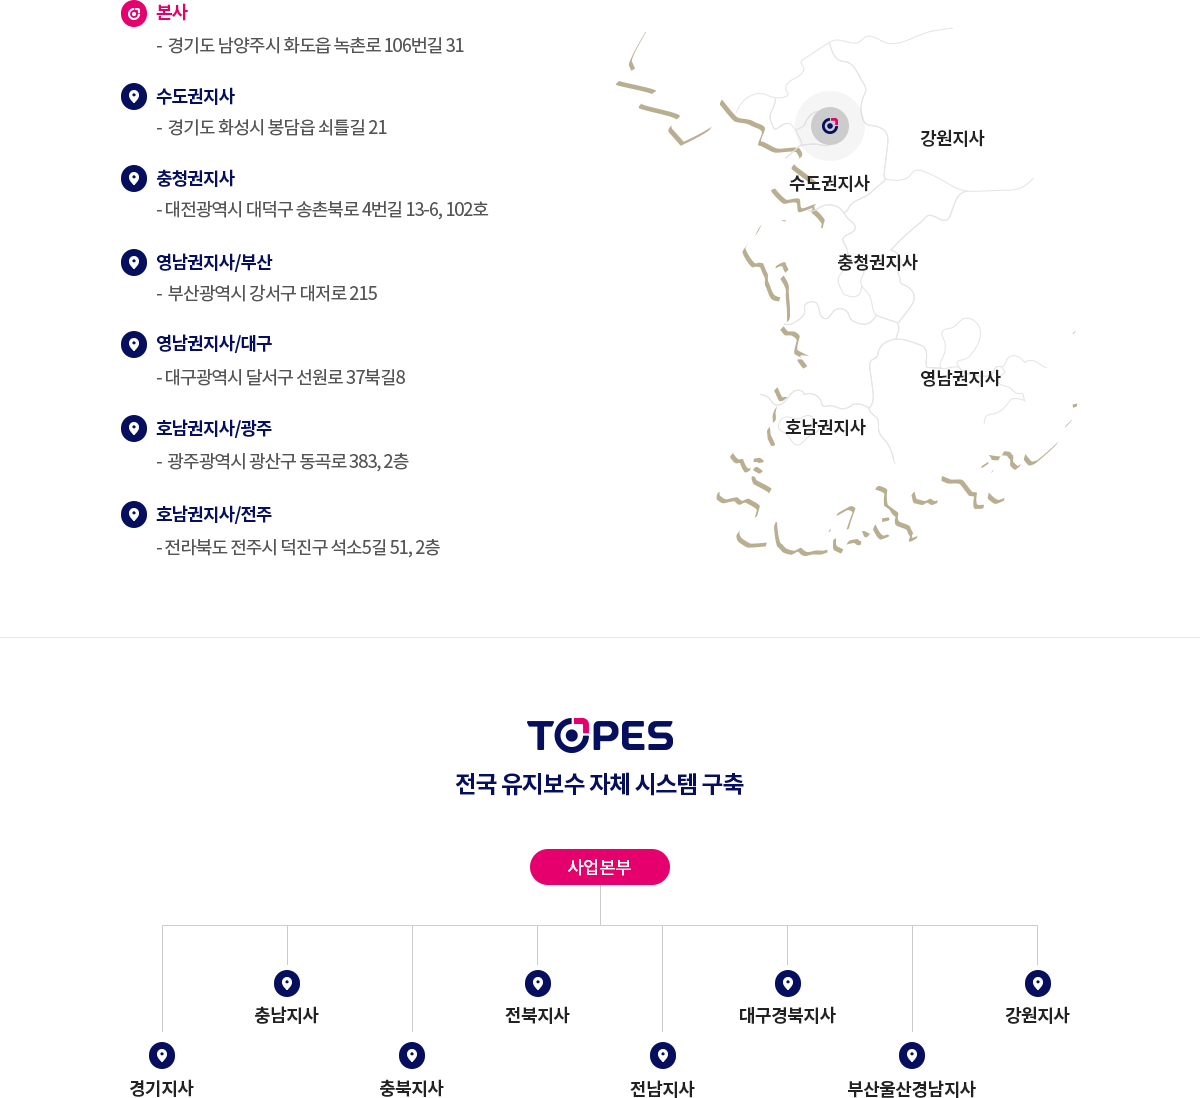 본사
- 경기도 남양주시 화도읍 녹촌로 106번길 31
수도권지사
- 경기도 화성시 봉담읍 쇠틀길 21
충청권지사
- 대전광역시 대덕구 송촌북로 4번길 13-6, 102호
영남권지사/부산
- 부산광역시 강서구 대저로 215
영남권지사/대구
- 대구광역시 달서구 선원로 37북길8
호남권지사/광주
- 광주광역시 광산구 동곡로 383, 2층
호남권지사/전주
- 전라북도 전주시 덕진구 석소5길 51, 2층
강원지사
수도권지사
충청권지사
영남권지사
호남권지사
TOPES
전국 유지보수 자체 시스템 구축
사업본부
충남지사
전북지사
대구경북지사
강원지사
경기지사
충북지사
전남지사
부산울산경남지사